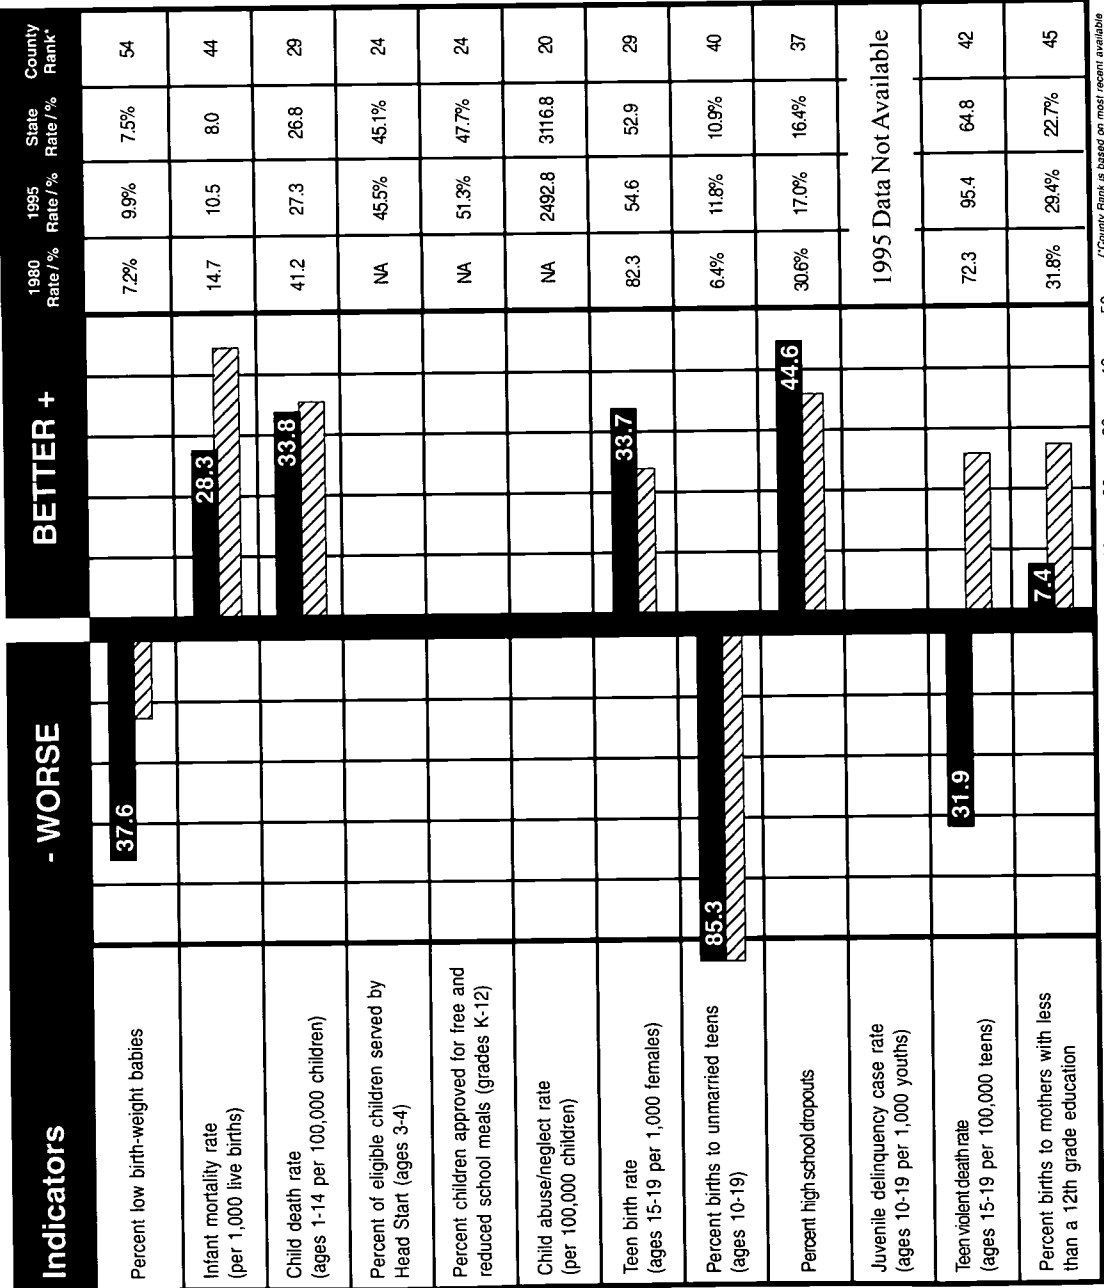 Indicators
- WORSE
BETTER +
1980
Rate / %
1995
Rate / %
State
Rate / %
County
Rank*
Percent low birth-weight babies
37.6
7.2%
9.9%
7.5%
54
Infant mortality rate
(per 1,000 live births)
28.3
14.7
10.5
8.0
44
Child death rate
(ages 1-14 per 100,000 children)
33.8
41.2
27.3
26.8
29
Percent of eligible children served by
Head Start (ages 3-4)
NA
45.5%
45.1%
24
Percent children approved for free and
reduced school meals (grades K-12)
NA
51.3%
47.7%
24
Child abuse/neglect rate
(per 100,000 children)
NA
2492.8
3116.8
20
Teen birth rate
(ages 15-19 per 1,000 females)
33.7
82.3
54.6
52.9
29
Percent births to unmarried teens
(ages 10-19)
85.3
6.4%
11.8%
10.9%
40
Percent high school dropouts
44.6
30.6%
17.0%
16.4%
37
Juvenile delinquency case rate
(ages 10-19 per 1,000 youths)
1995 Data Not Available
Teen violent death rate
(ages 15-19 per 100,000 teens)
31.9
72.3
95.4
64.8
42
Percent births to mothers with less
than a 12th grade education
7.4
31.8%
29.4%
22.7%
45
(*County Rank is based on most recent available